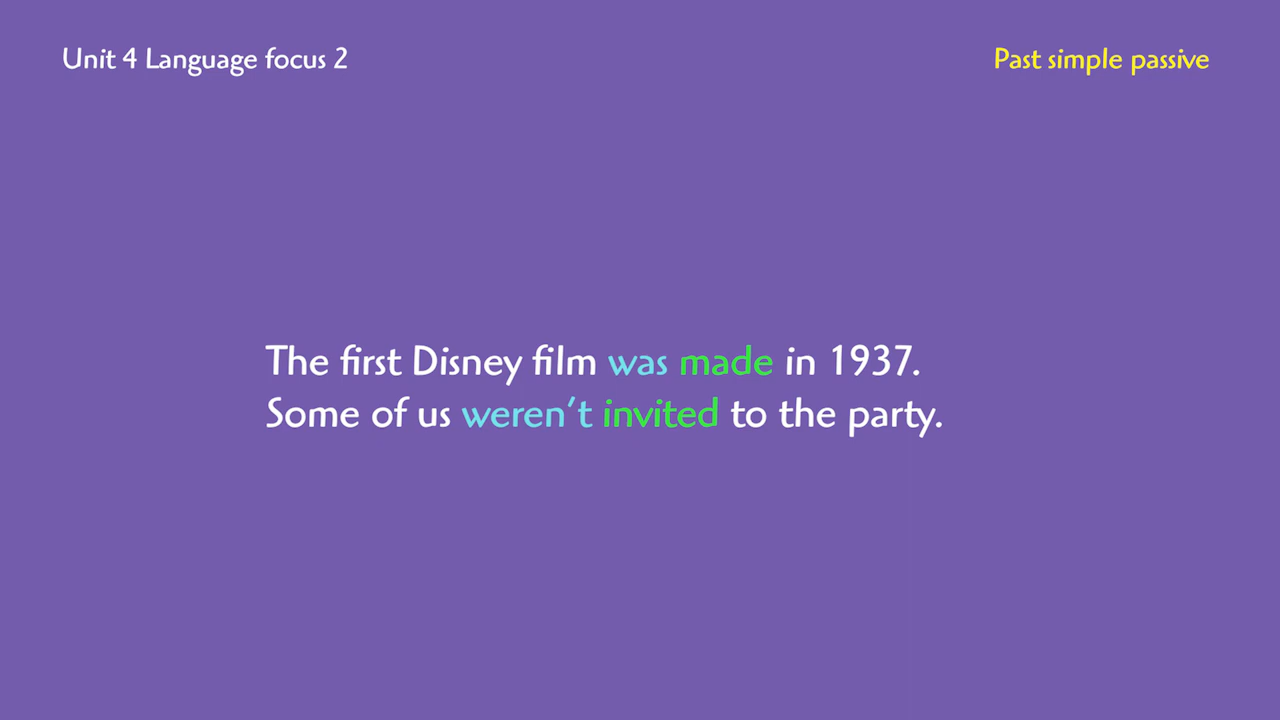 Unit 4 Language focus 2
Past simple passive
The first Disney film was made in 1937.
Some of us weren't invited to the party.